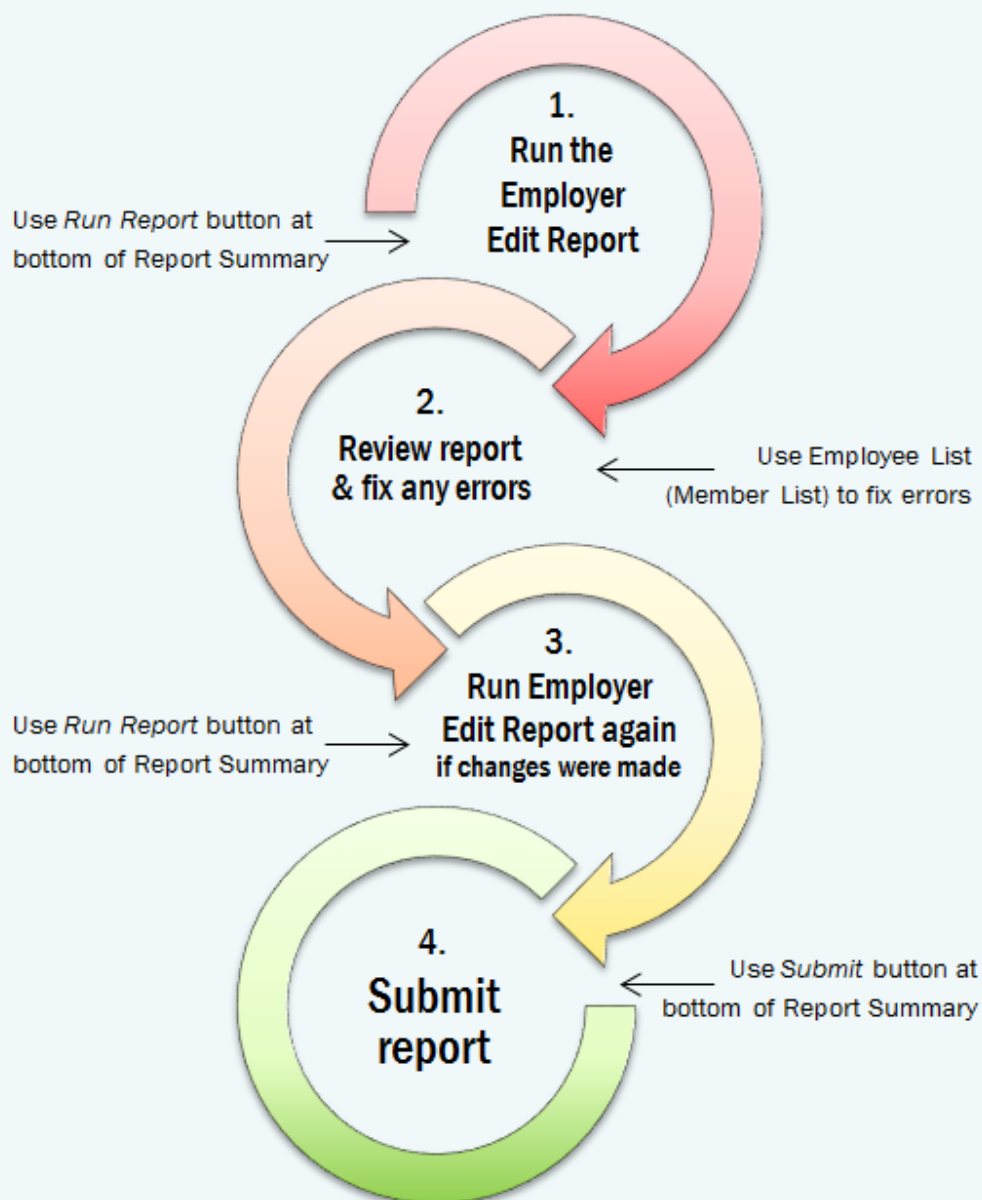 1.
Run the
Employer
Edit Report
Use Run Report button at
bottom of Report Summary
2.
Review report
& fix any errors
Use Employee List
(Member List) to fix errors
3.
Run Employer
Edit Report again
if changes were made
Use Run Report button at
bottom of Report Summary
4.
Submit
report
Use Submit button at
bottom of Report Summary